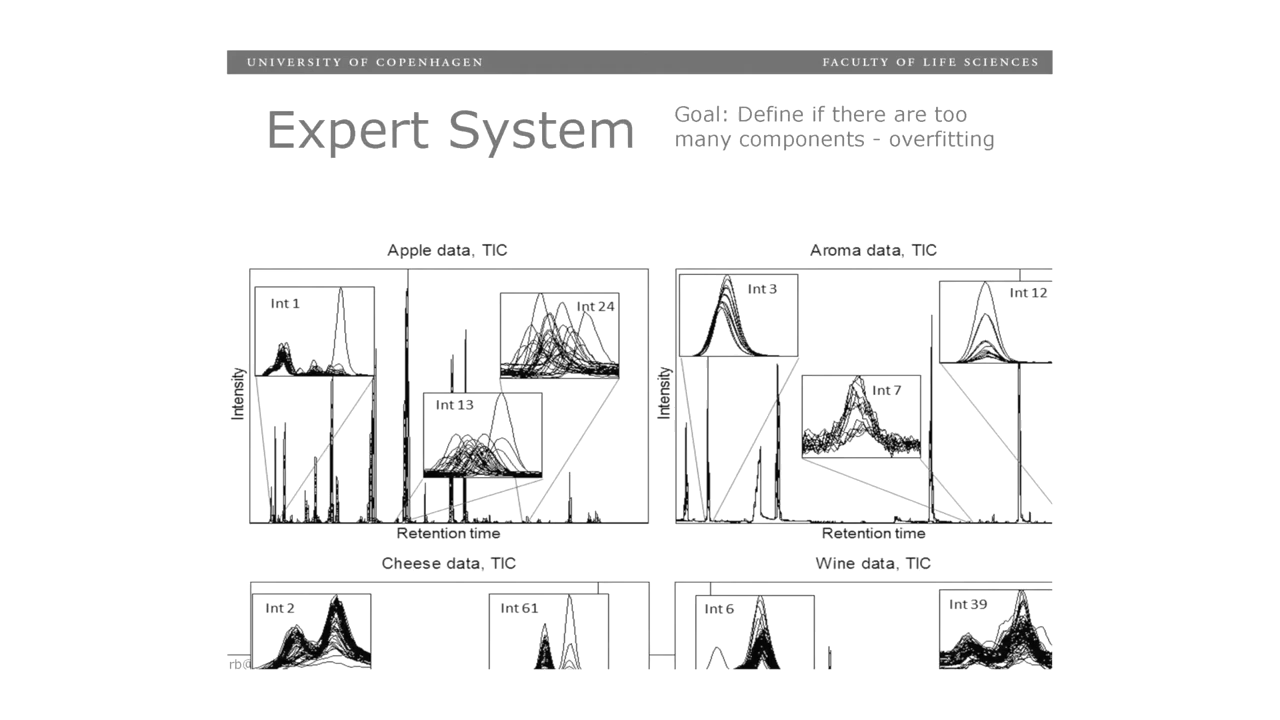 UNIVERSITY OF COPENHAGEN
FACULTY OF LIFE SCIENCES
Expert System
Goal: Define if there are too
many components - overfitting
Apple data, TIC
Int 1
Int 24
Int 13
Intensity
Retention time
Aroma data, TIC
Int 3
Int 12
Int 7
Intensity
Retention time
Cheese data, TIC
Int 2
Int 61
Wine data, TIC
Int 6
Int 39
rb@